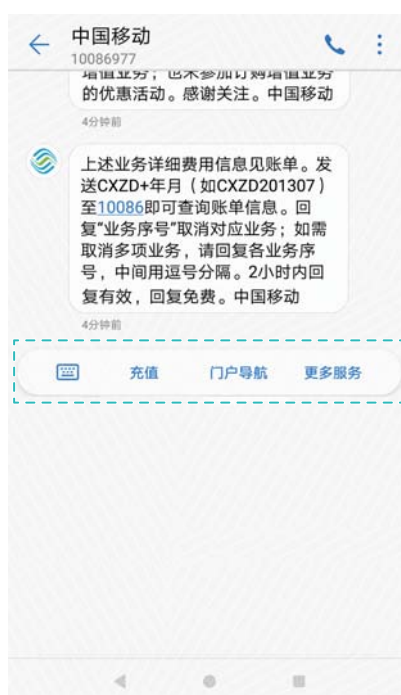 中国移动
10086977
增值业务；也未参加订购增值业务
的优惠活动。感谢关注。中国移动
4分钟前
上述业务详细费用信息见账单。发
送CXZD+年月（如CXZD201307）
至10086即可查询账单信息。回
复“业务序号”取消对应业务；如需
取消多项业务，请回复各业务序
号，中间用逗号分隔。2小时内回
复有效，回复免费。中国移动
4分钟前
充值 门户导航 更多服务